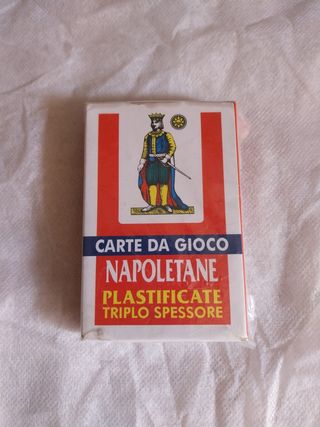 CARTE DA GIOCO
NAPOLETANE
PLASTIFICATE
TRIPLO SPESSORE